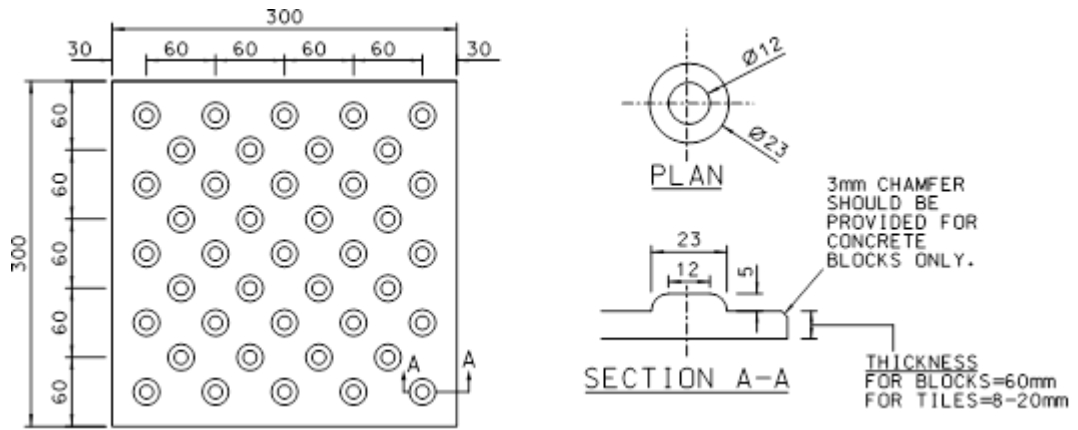 300
30 60 60 60 60 30
300
60
60
60
60
60
A A
Ø12
Ø23
PLAN
3mm CHAMFER
SHOULD BE
PROVIDED FOR
CONCRETE
BLOCKS ONLY.
23
12
5
SECTION A-A
THICKNESS
FOR BLOCKS=60mm
FOR TILES=8-20mm